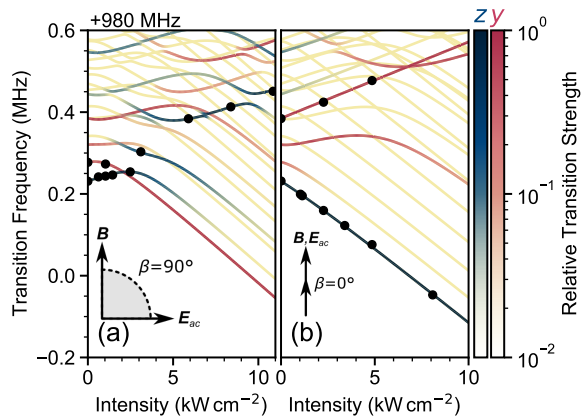 +980 MHz
z y
Transition Frequency (MHz)
0.6
0.4
0.2
0.0
−0.2
B
β=90°
E_ac
(a)
0
5
10
Intensity (kW cm⁻²)
B, E_ac
β=0°
(b)
0
5
10
Intensity (kW cm⁻²)
10⁰
10⁻¹
10⁻²
Relative Transition Strength